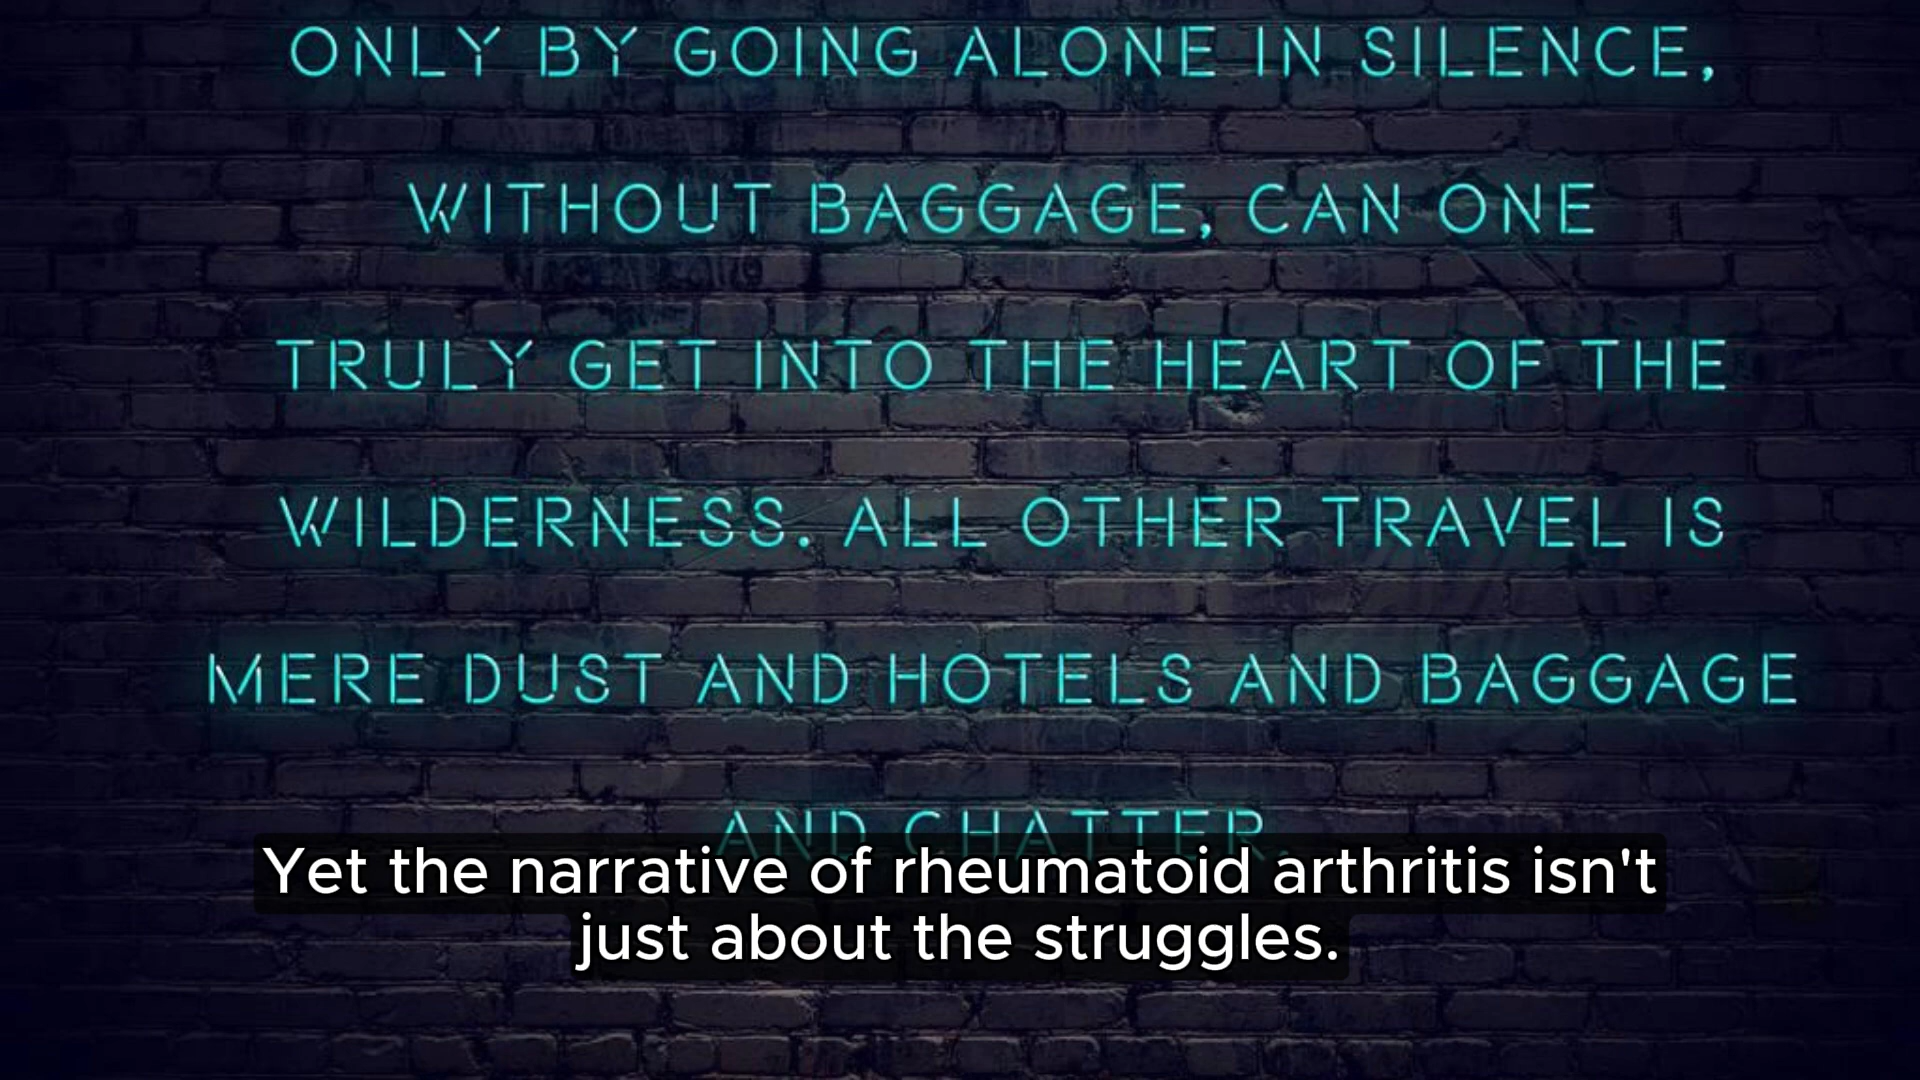 ONLY BY GOING ALONE IN SILENCE,
WITHOUT BAGGAGE, CAN ONE
TRULY GET INTO THE HEART OF THE
WILDERNESS. ALL OTHER TRAVEL IS
MERE DUST AND HOTELS AND BAGGAGE
AND CHATTER.
Yet the narrative of rheumatoid arthritis isn't
just about the struggles.